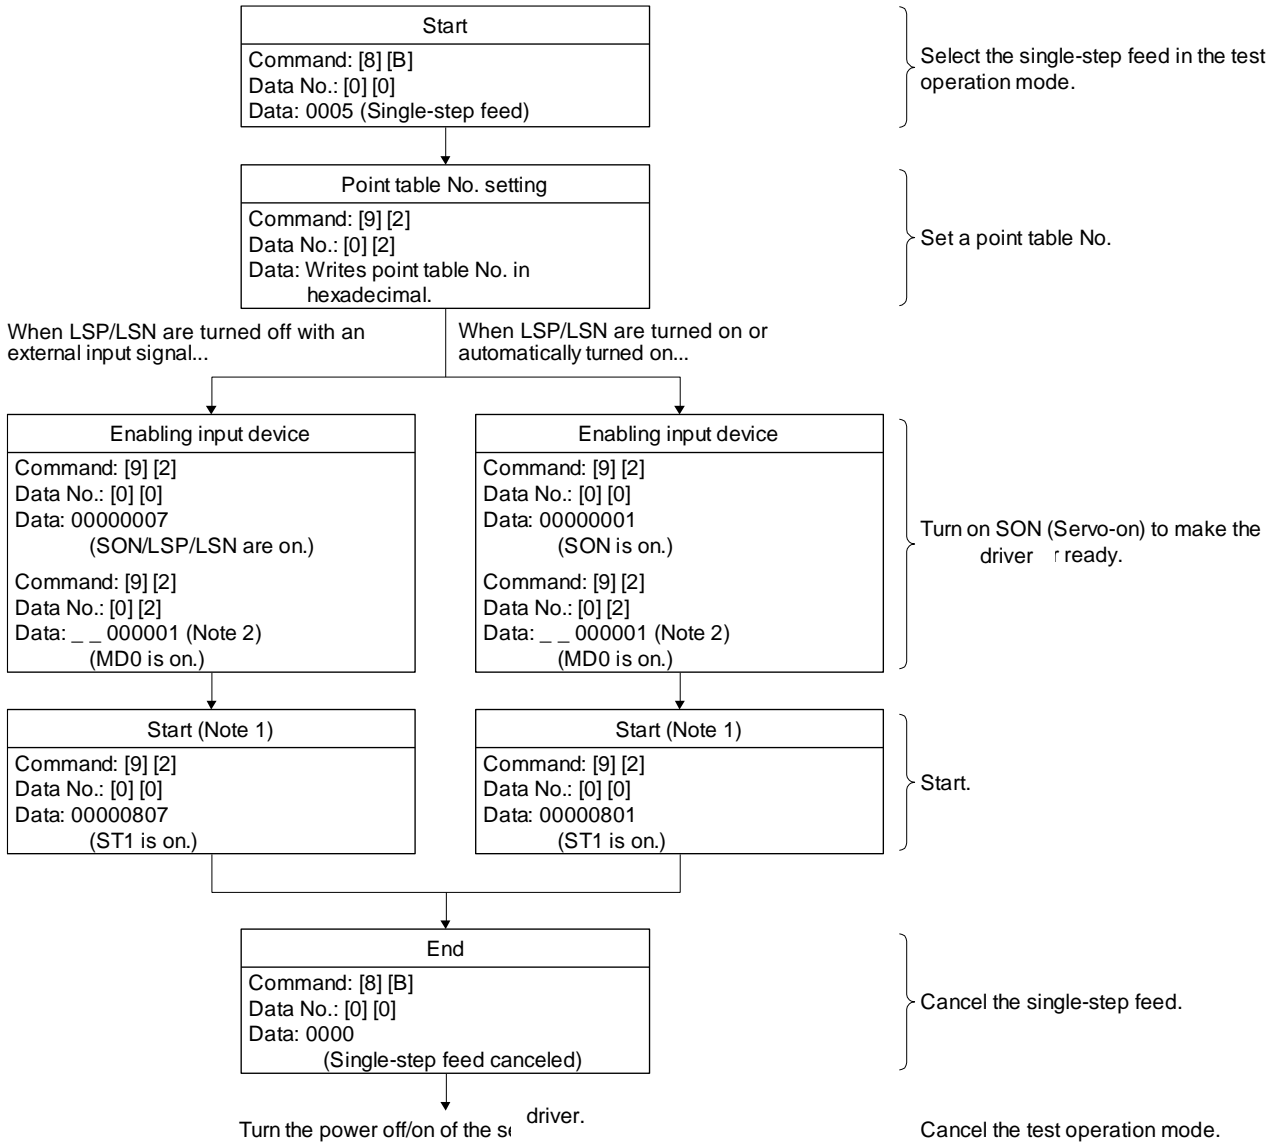 Start
Command: [8] [B]
Data No.: [0] [0]
Data: 0005 (Single-step feed)
Select the single-step feed in the test
operation mode.
Point table No. setting
Command: [9] [2]
Data No.: [0] [2]
Data: Writes point table No. in
hexadecimal.
Set a point table No.
When LSP/LSN are turned off with an
external input signal...
When LSP/LSN are turned on or
automatically turned on...
Enabling input device
Command: [9] [2]
Data No.: [0] [0]
Data: 00000007
(SON/LSP/LSN are on.)
Command: [9] [2]
Data No.: [0] [2]
Data: _ _ 000001 (Note 2)
(MD0 is on.)
Enabling input device
Command: [9] [2]
Data No.: [0] [0]
Data: 00000001
(SON is on.)
Command: [9] [2]
Data No.: [0] [2]
Data: _ _ 000001 (Note 2)
(MD0 is on.)
Turn on SON (Servo-on) to make the
driver ready.
Start (Note 1)
Command: [9] [2]
Data No.: [0] [0]
Data: 00000807
(ST1 is on.)
Start (Note 1)
Command: [9] [2]
Data No.: [0] [0]
Data: 00000801
(ST1 is on.)
Start.
End
Command: [8] [B]
Data No.: [0] [0]
Data: 0000
(Single-step feed canceled)
Cancel the single-step feed.
Turn the power off/on of the driver.
Cancel the test operation mode.